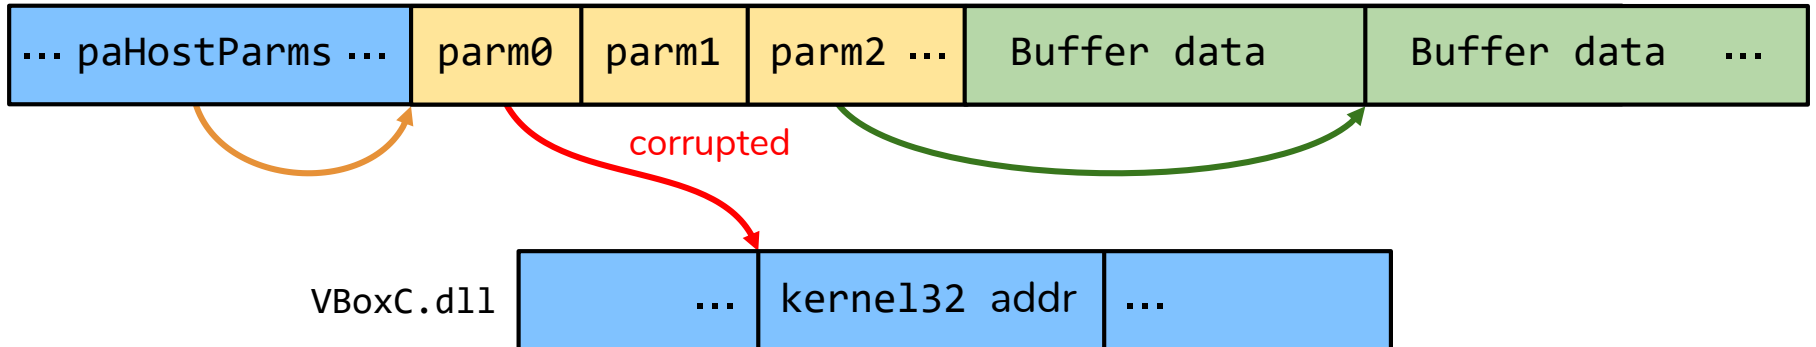 … paHostParms … parm0 parm1 parm2 … Buffer data Buffer data …
corrupted
VBoxC.dll … kernel32 addr …